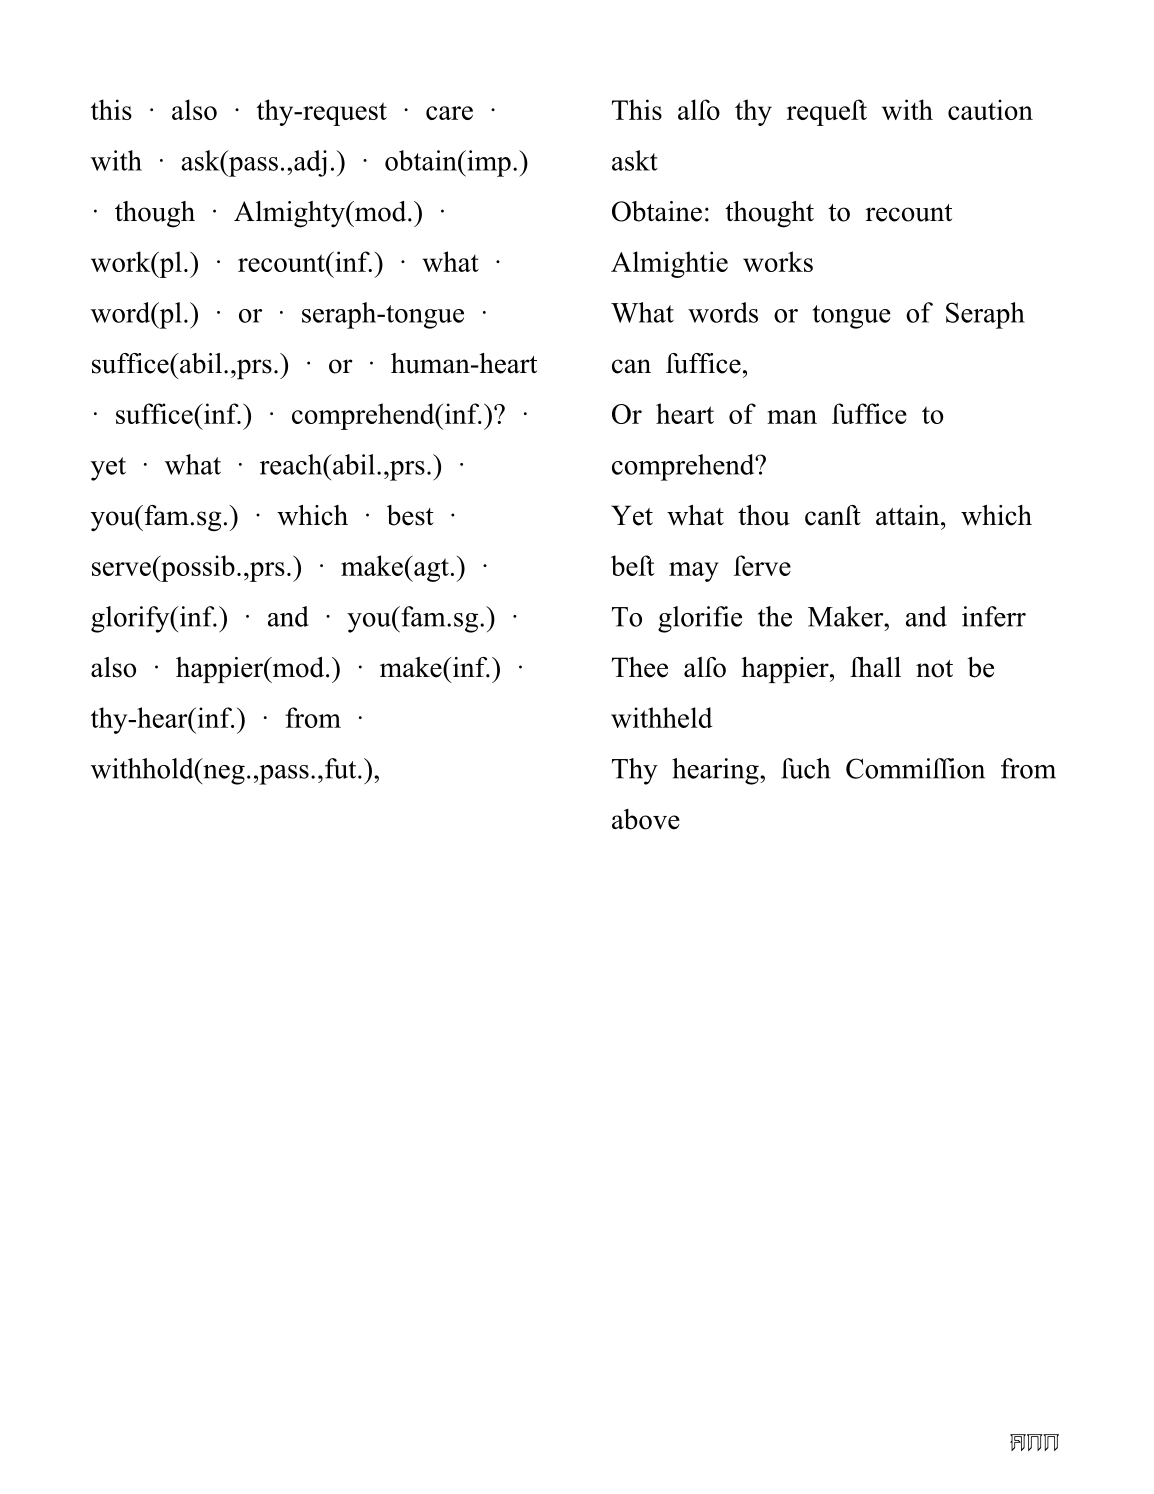 this · also · thy-request · care ·
with · ask(pass.,adj.) · obtain(imp.)
· though · Almighty(mod.) ·
work(pl.) · recount(inf.) · what ·
word(pl.) · or · seraph-tongue ·
suffice(abil.,prs.) · or · human-heart
· suffice(inf.) · comprehend(inf.)? ·
yet · what · reach(abil.,prs.) ·
you(fam.sg.) · which · best ·
serve(possib.,prs.) · make(agt.) ·
glorify(inf.) · and · you(fam.sg.) ·
also · happier(mod.) · make(inf.) ·
thy-hear(inf.) · from ·
withhold(neg.,pass.,fut.),
This alſo thy requeſt with caution
askt
Obtaine: thought to recount
Almightie works
What words or tongue of Seraph
can ſuffice,
Or heart of man ſuffice to
comprehend?
Yet what thou canſt attain, which
beſt may ſerve
To glorifie the Maker, and inferr
Thee alſo happier, ſhall not be
withheld
Thy hearing, ſuch Commiſſion from
above